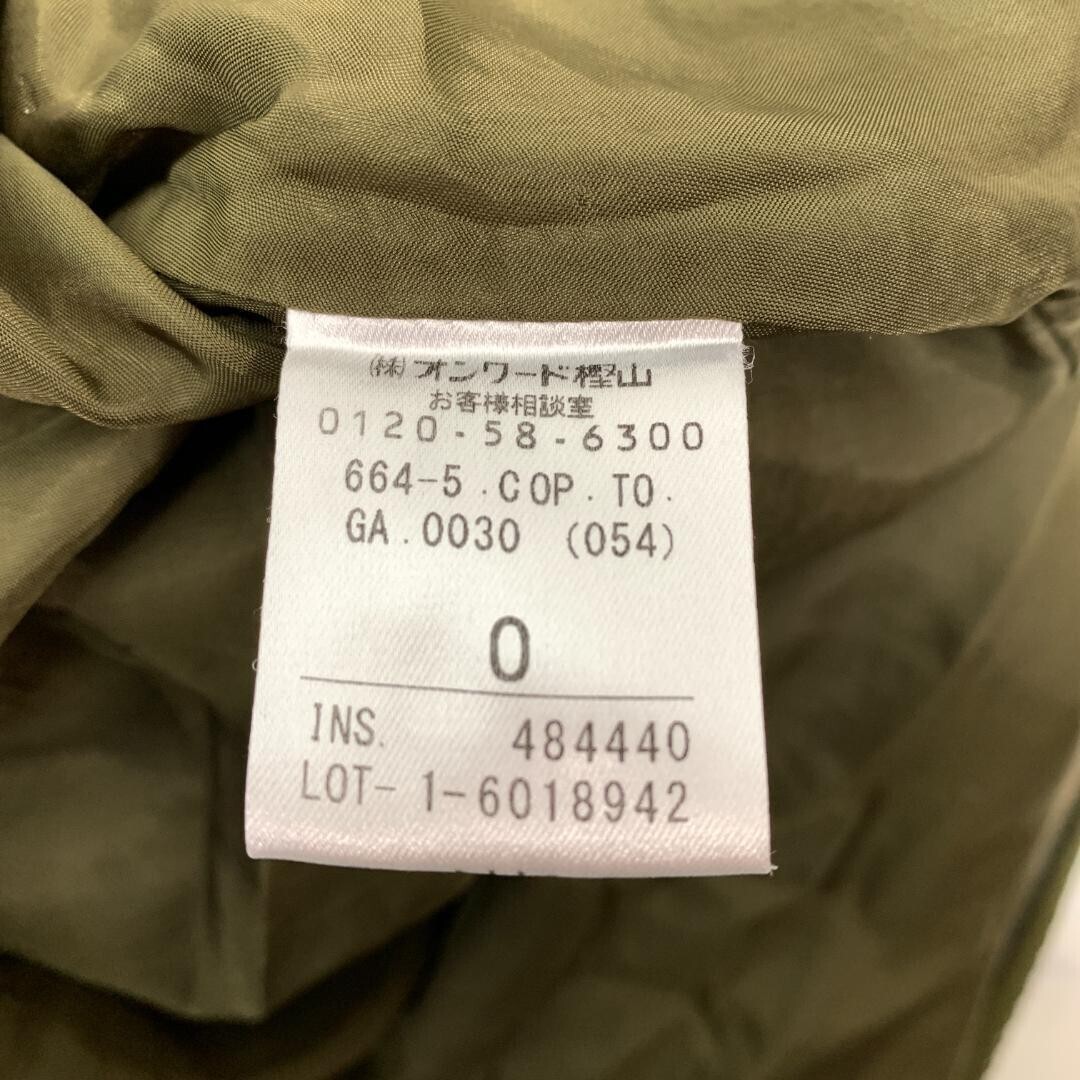 (株)オンワード樫山
お客様相談室
0120-58-6300
664-5.COP.TO.
GA.0030 (054)
0
INS. 484440
LOT-1-6018942